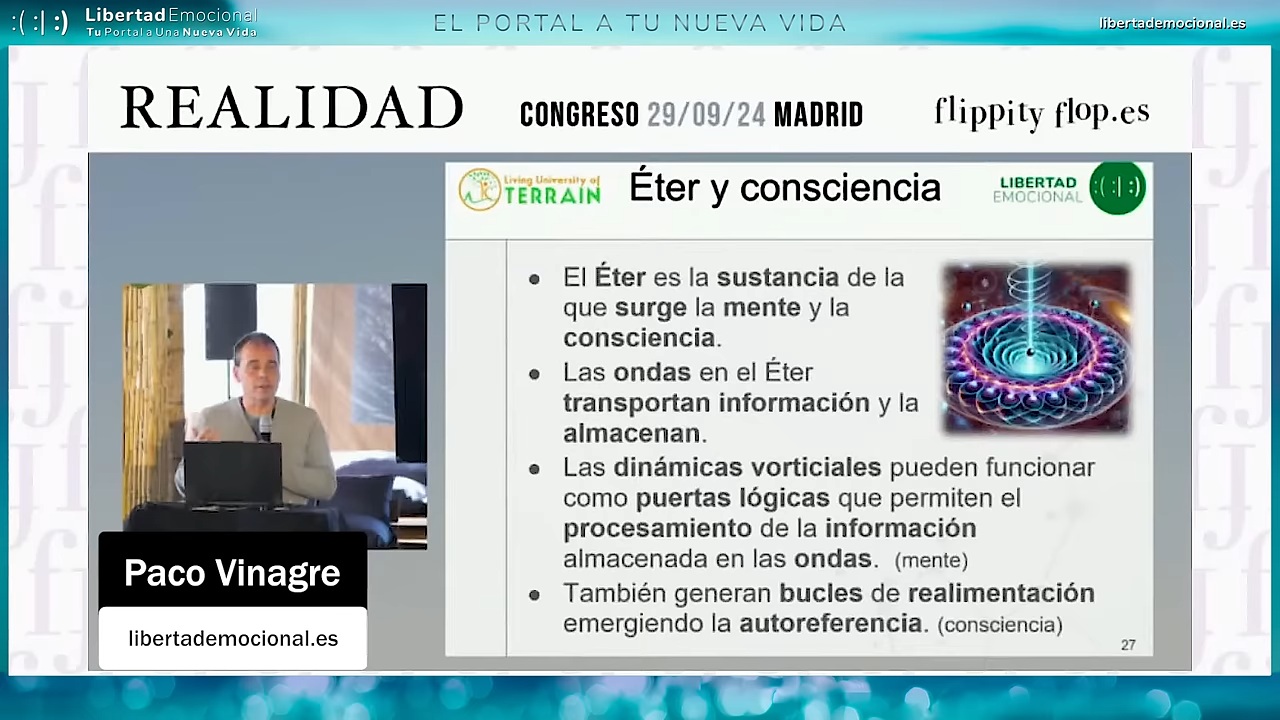 :(:|:) LibertadEmocional
Tu Portal a Una Nueva Vida
EL PORTAL A TU NUEVA VIDA
libertademocional.es
REALIDAD
CONGRESO 29/09/24 MADRID
flippity flop.es
Living University of
TERRAIN
Éter y consciencia
LIBERTAD
EMOCIONAL
:(:|:)
● El Éter es la sustancia de la
que surge la mente y la
consciencia.
● Las ondas en el Éter
transportan información y la
almacenan.
● Las dinámicas vorticiales pueden funcionar
como puertas lógicas que permiten el
procesamiento de la información
almacenada en las ondas. (mente)
● También generan bucles de realimentación
emergiendo la autoreferencia. (consciencia)
27
Paco Vinagre
libertademocional.es